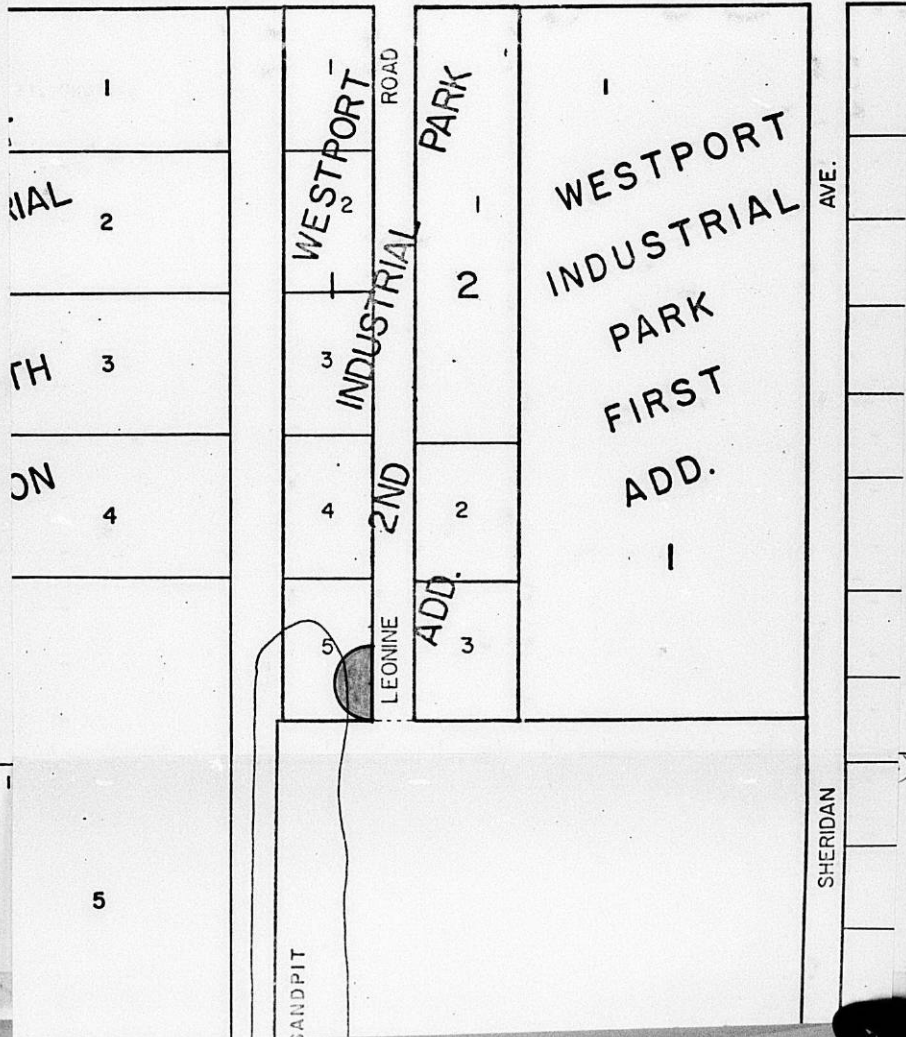 1
RIAL
2
TH
3
ON
4
5
1
WESTPORT
2
1
3
4
5
INDUSTRIAL
2ND
PARK
ADD.
ROAD
LEONINE
1
2
2
3
1
WESTPORT
INDUSTRIAL
PARK
FIRST
ADD.
1
AVE.
SHERIDAN
SANDPIT